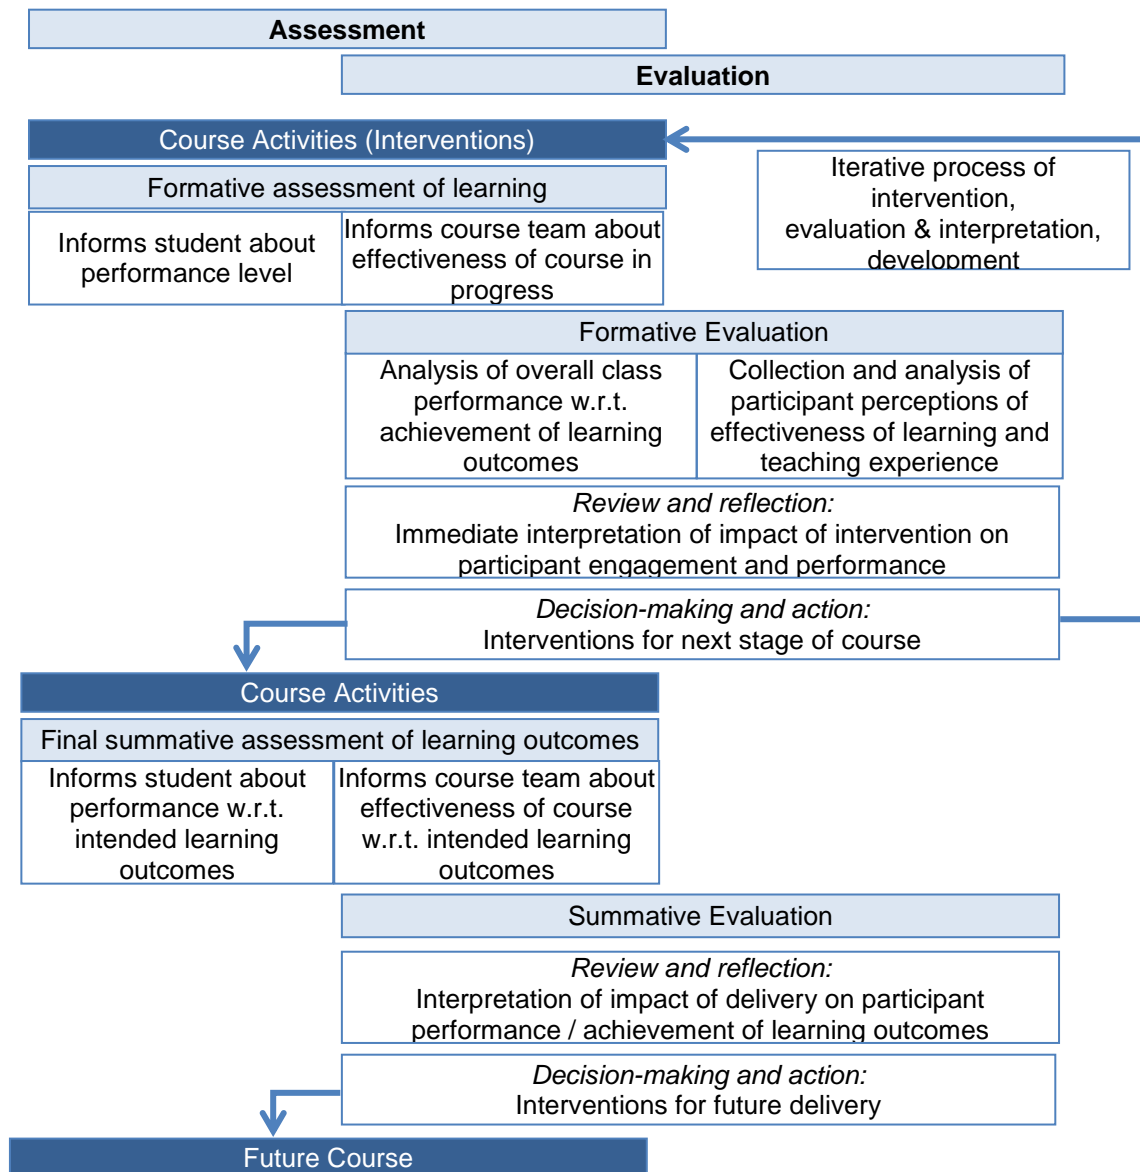 Assessment
Evaluation
Course Activities (Interventions)
Formative assessment of learning
Informs student about
performance level
Informs course team about
effectiveness of course in
progress
Iterative process of
intervention,
evaluation & interpretation,
development
Formative Evaluation
Analysis of overall class
performance w.r.t.
achievement of learning
outcomes
Collection and analysis of
participant perceptions of
effectiveness of learning and
teaching experience
Review and reflection:
Immediate interpretation of impact of intervention on
participant engagement and performance
Decision-making and action:
Interventions for next stage of course
Course Activities
Final summative assessment of learning outcomes
Informs student about
performance w.r.t.
intended learning
outcomes
Informs course team about
effectiveness of course
w.r.t. intended learning
outcomes
Summative Evaluation
Review and reflection:
Interpretation of impact of delivery on participant
performance / achievement of learning outcomes
Decision-making and action:
Interventions for future delivery
Future Course